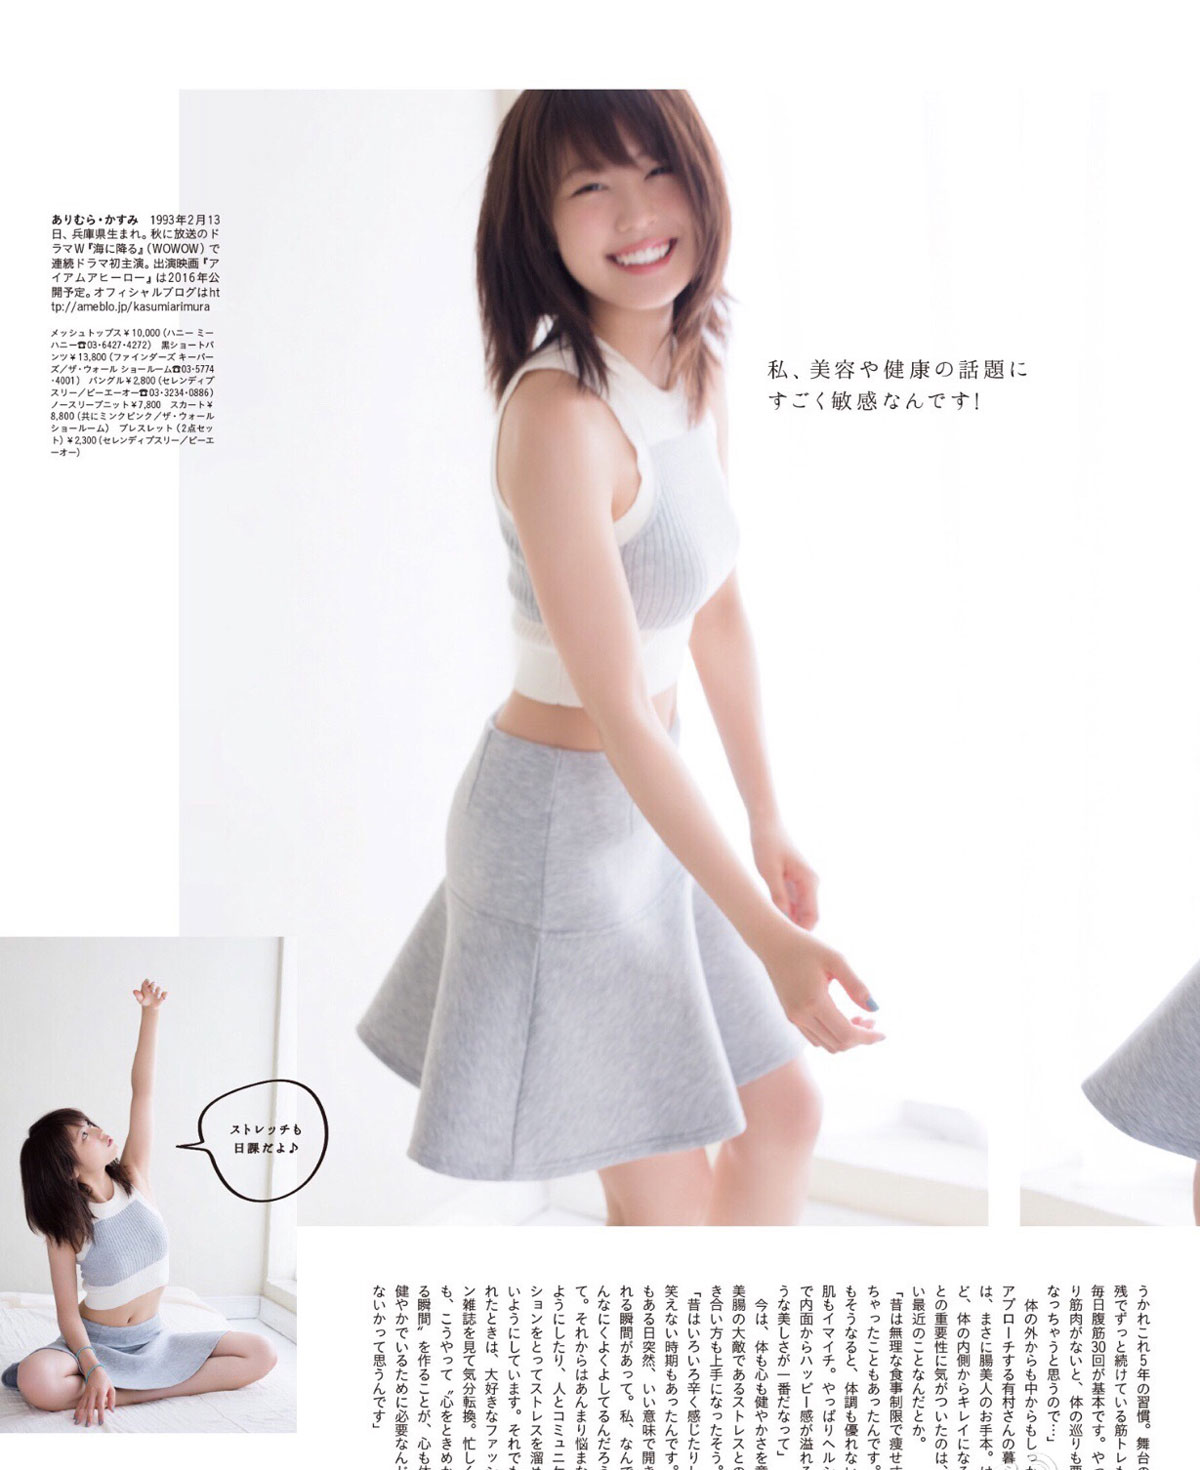 ありむら・かすみ　1993年2月13
日、兵庫県生まれ。秋に放送のド
ラマW『海に降る』（WOWOW）で
連続ドラマ初主演。出演映画『ア
イアムアヒーロー』は2016年公
開予定。オフィシャルブログはht
tp://ameblo.jp/kasumiarimura
メッシュトップス￥10,000（ハニー ミー
ハニー☎03・6427・4272）　黒ショートパ
ンツ￥13,800（ファインダーズ キーパー
ズ／ザ・ウォール ショールーム☎03・5774
・4001）　バングル￥2,800（セレンディプ
スリー／ビーエーオー☎03・3234・0886）
ノースリーブニット￥7,800　スカート￥
8,800（共にミンクピンク／ザ・ウォール
ショールーム）　ブレスレット（2点セッ
ト）￥2,300（セレンディプスリー／ビーエ
ーオー）
私、美容や健康の話題に
すごく敏感なんです！
ストレッチも
日課だよ♪
うかれこれ5年の習慣。舞台の
残でずっと続けている筋トレも
毎日腹筋30回が基本です。やっ
り筋肉がないと、体の巡りも悪
なっちゃうと思うので…」
　体の外からも中からもしっか
アプローチする有村さんの暮ら
は、まさに腸美人のお手本。け
ど、体の内側からキレイになる
との重要性に気がついたのは、
い最近のことなんだとか。
「昔は無理な食事制限で痩せす
ちゃったこともあったんです。
もそうなると、体調も優れない
肌もイマイチ。やっぱりヘルシ
で内面からハッピー感が溢れる
うな美しさが一番だなって」
　今は、体も心も健やかさを意
美腸の大敵であるストレスとの
き合い方も上手になったそう。
「昔はいろいろ辛く感じたりし
笑えない時期もあったんです。
もある日突然、いい意味で開き
れる瞬間があって。私、なんで
んなにくよくよしてるんだろう
て。それからはあんまり悩まな
ようにしたり、人とコミュニケ
ションをとってストレスを溜め
いようにしています。それでも
れたときは、大好きなファッシ
ン雑誌を見て気分転換。忙しく
も、こうやって〝心をときめか
る瞬間〟を作ることが、心も体
健やかでいるために必要なんじ
ないかって思うんです」